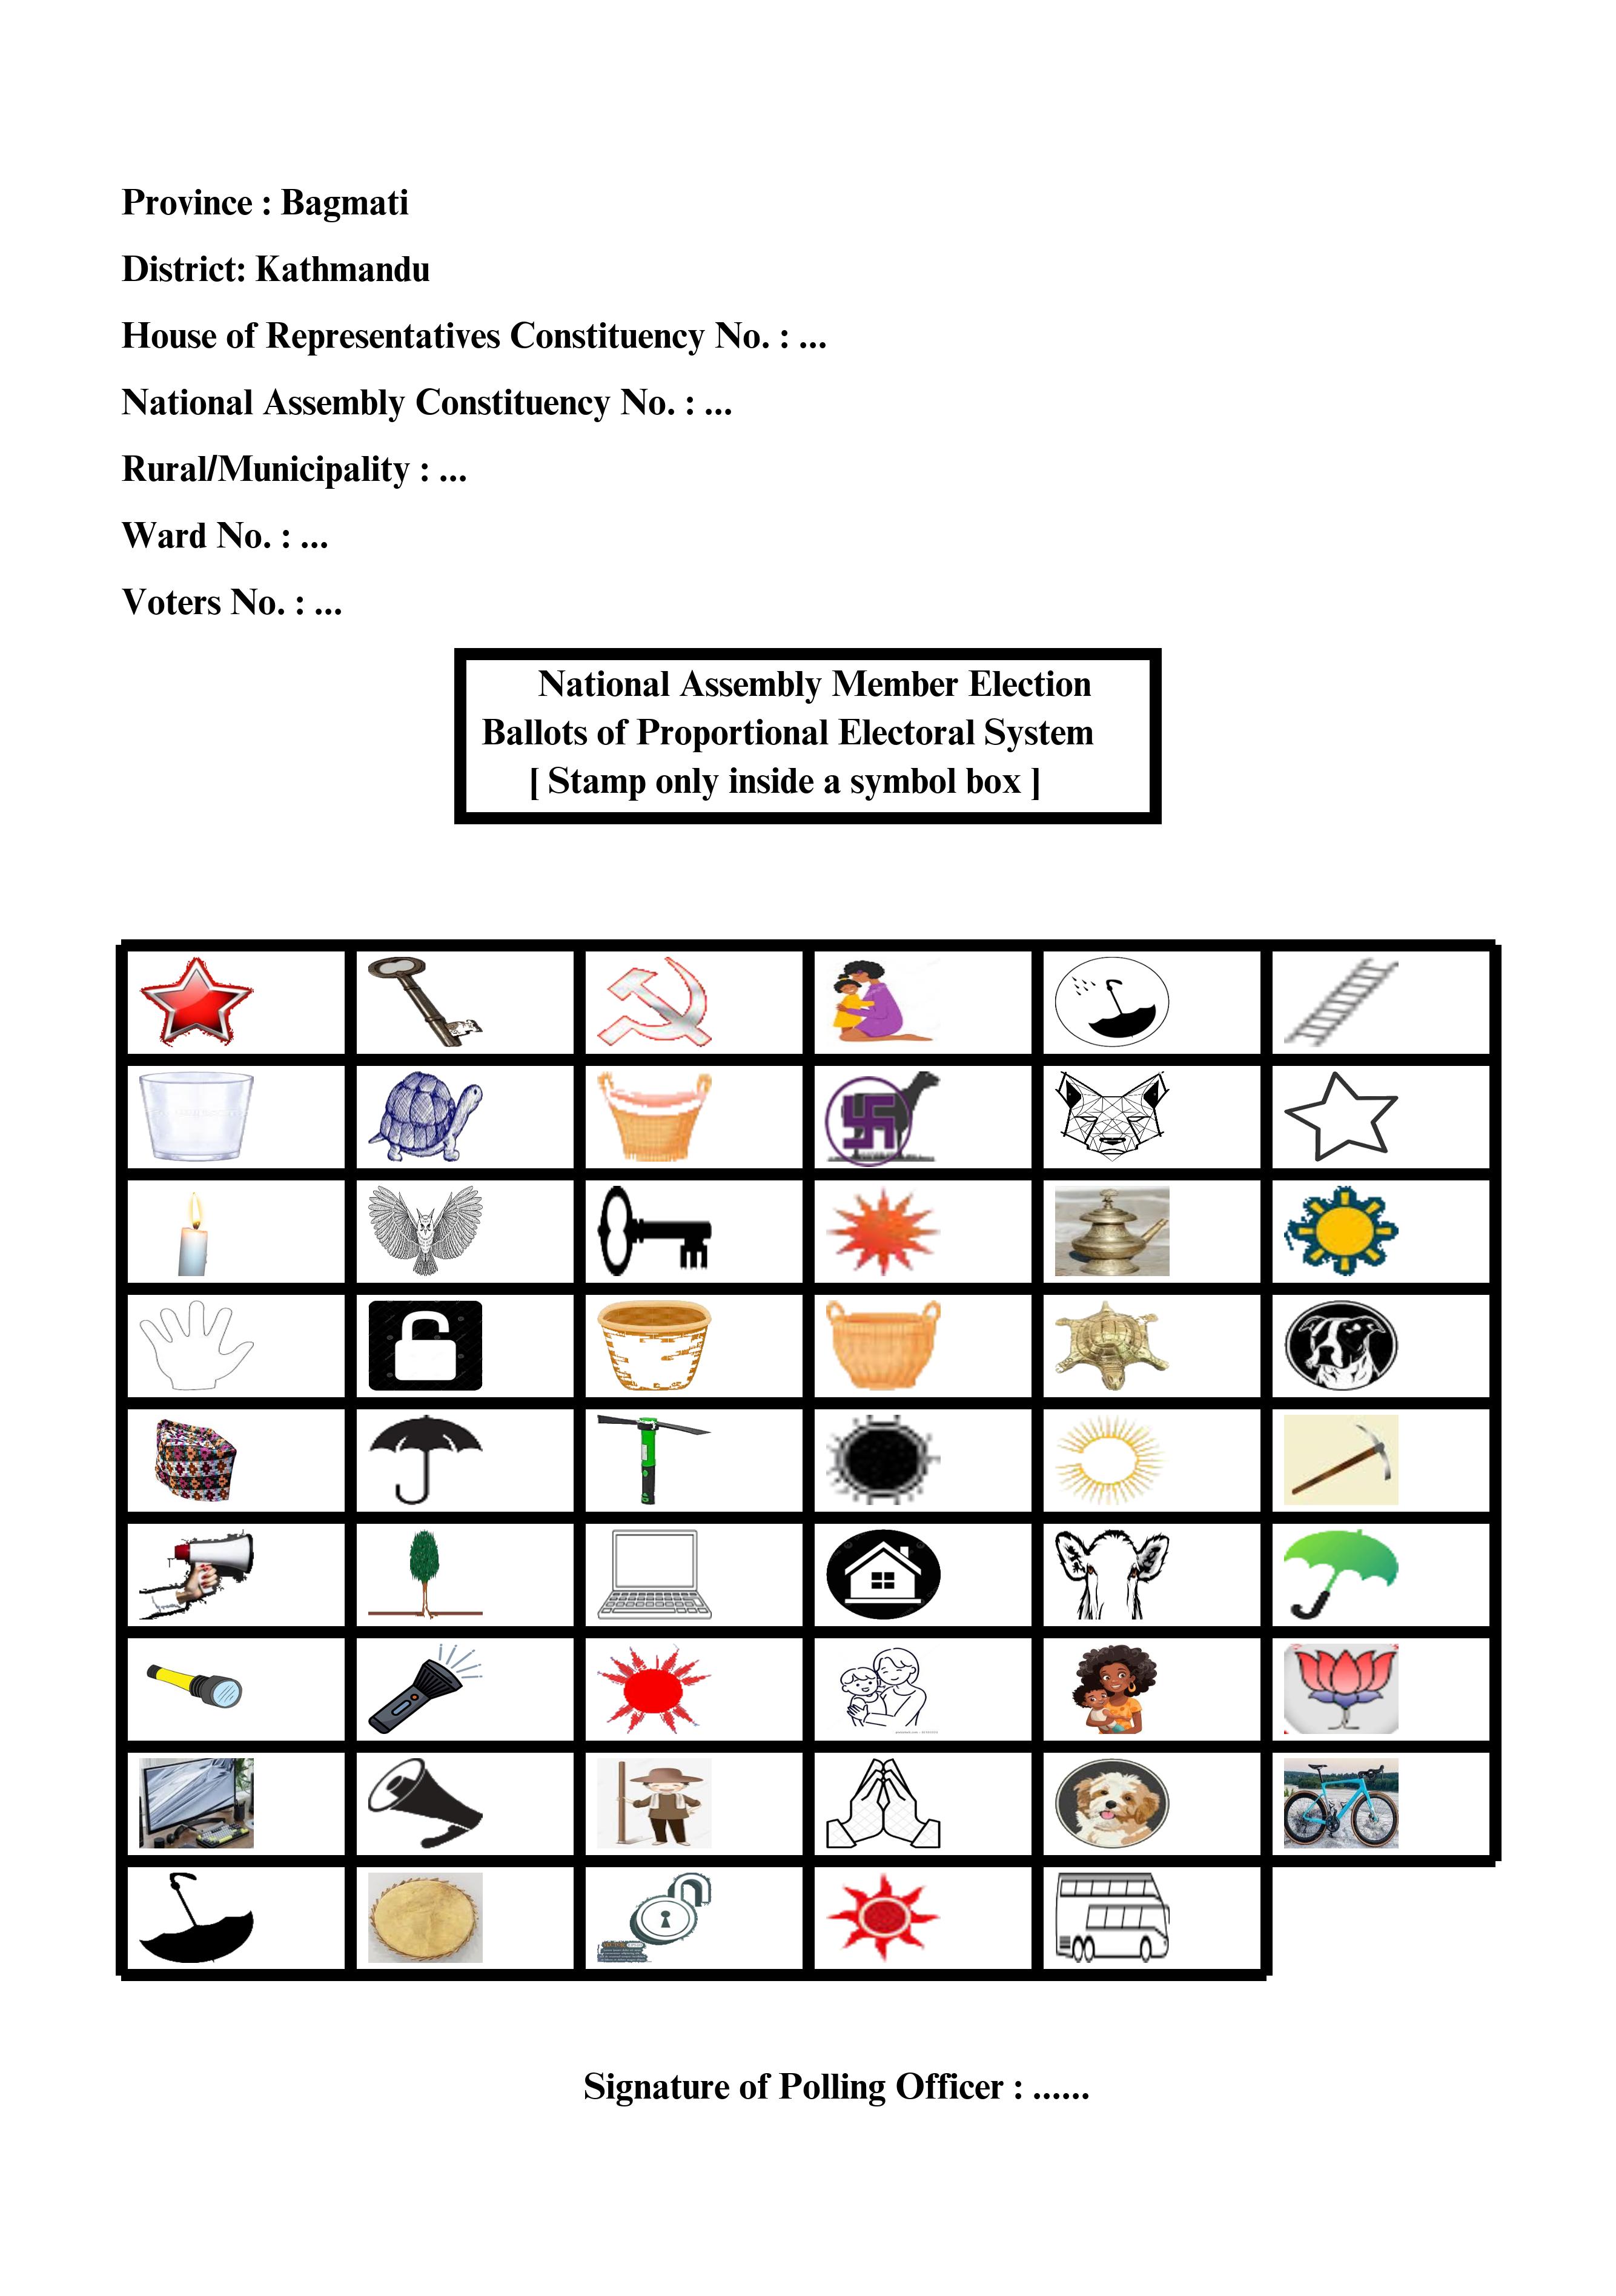 Province : Bagmati
District: Kathmandu
House of Representatives Constituency No. : ...
National Assembly Constituency No. : ...
Rural/Municipality : ...
Ward No. : ...
Voters No. : ...
National Assembly Member Election
Ballots of Proportional Electoral System
[ Stamp only inside a symbol box ]
Signature of Polling Officer : ......